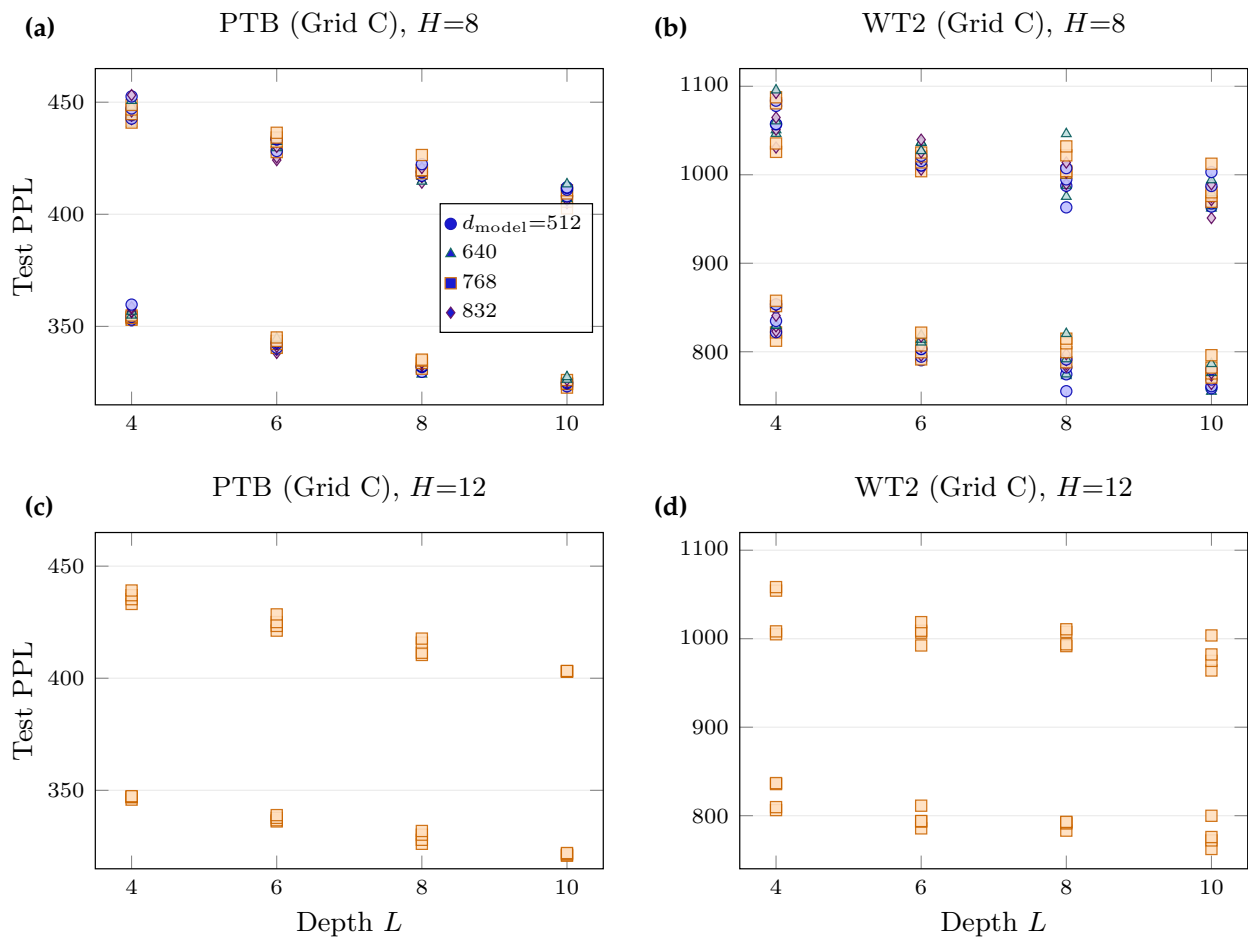 (a)
PTB (Grid C), H=8
(b)
WT2 (Grid C), H=8
450
400
350
Test PPL
4
6
8
10
d_model=512
640
768
832
1100
1000
900
800
4
6
8
10
(c)
PTB (Grid C), H=12
(d)
WT2 (Grid C), H=12
450
400
350
Test PPL
4
6
8
10
Depth L
1100
1000
900
800
4
6
8
10
Depth L